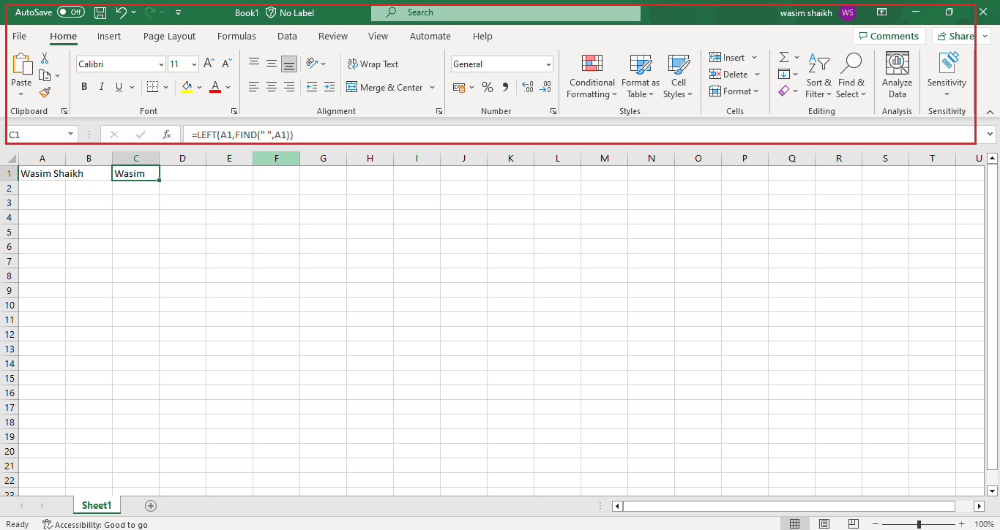 AutoSave Off Book1 No Label Search wasim shaikh WS
File Home Insert Page Layout Formulas Data Review View Automate Help Comments Share
Paste
Clipboard
Calibri 11 A A
B I U A
Font
Wrap Text
Merge & Center
Alignment
General
% 9
.00 .00
Number
Conditional Formatting
Format as Table
Cell Styles
Styles
Insert
Delete
Format
Cells
Sort & Filter
Find & Select
Editing
Analyze Data
Analysis
Sensitivity
Sensitivity
C1 fx =LEFT(A1,FIND(" ",A1))
A B C D E F G H I J K L M N O P Q R S T U
1 Wasim Shaikh Wasim
2
3
4
5
6
7
8
9
10
11
12
13
14
15
16
17
18
19
20
21
22
23
Sheet1
Ready Accessibility: Good to go 100%